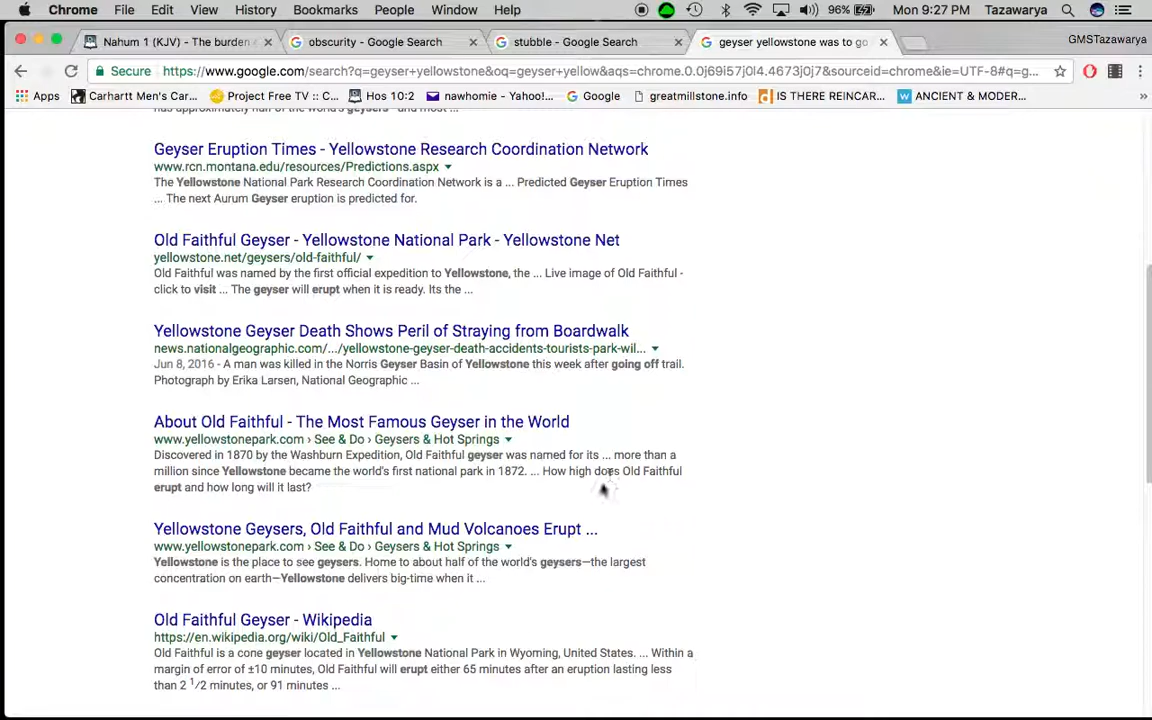 Chrome File Edit View History Bookmarks People Window Help 96% Mon 9:27 PM Tazawarya
Nahum 1 (KJV) - The burden obscurity - Google Search stubble - Google Search geyser yellowstone was to go GMSTazawarya
Secure https://www.google.com/search?q=geyser+yellowstone&oq=geyser+yellow&aqs=chrome.0.0j69i57j0l4.4673j0j7&sourceid=chrome&ie=UTF-8#q=g...
Apps Carhartt Men's Car... Project Free TV :: C... Hos 10:2 nawhomie - Yahoo!... Google greatmillstone.info IS THERE REINCAR... ANCIENT & MODER... »
has approximately half of the world's geysers - and most ...
Geyser Eruption Times - Yellowstone Research Coordination Network
www.rcn.montana.edu/resources/Predictions.aspx
The Yellowstone National Park Research Coordination Network is a ... Predicted Geyser Eruption Times
... The next Aurum Geyser eruption is predicted for.
Old Faithful Geyser - Yellowstone National Park - Yellowstone Net
yellowstone.net/geysers/old-faithful/
Old Faithful was named by the first official expedition to Yellowstone, the ... Live image of Old Faithful -
click to visit ... The geyser will erupt when it is ready. Its the ...
Yellowstone Geyser Death Shows Peril of Straying from Boardwalk
news.nationalgeographic.com/.../yellowstone-geyser-death-accidents-tourists-park-wil...
Jun 8, 2016 - A man was killed in the Norris Geyser Basin of Yellowstone this week after going off trail.
Photograph by Erika Larsen, National Geographic ...
About Old Faithful - The Most Famous Geyser in the World
www.yellowstonepark.com › See & Do › Geysers & Hot Springs
Discovered in 1870 by the Washburn Expedition, Old Faithful geyser was named for its ... more than a
million since Yellowstone became the world's first national park in 1872. ... How high does Old Faithful
erupt and how long will it last?
Yellowstone Geysers, Old Faithful and Mud Volcanoes Erupt ...
www.yellowstonepark.com › See & Do › Geysers & Hot Springs
Yellowstone is the place to see geysers. Home to about half of the world's geysers—the largest
concentration on earth—Yellowstone delivers big-time when it ...
Old Faithful Geyser - Wikipedia
https://en.wikipedia.org/wiki/Old_Faithful
Old Faithful is a cone geyser located in Yellowstone National Park in Wyoming, United States. ... Within a
margin of error of ±10 minutes, Old Faithful will erupt either 65 minutes after an eruption lasting less
than 2 1/2 minutes, or 91 minutes ...